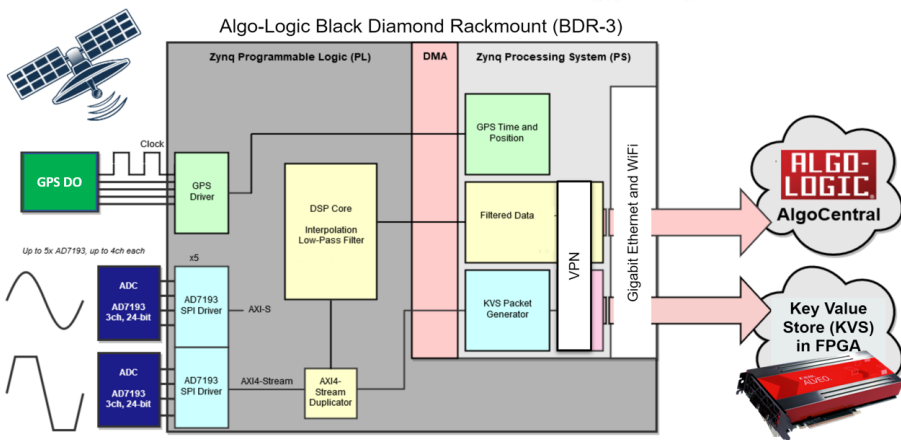 Algo-Logic Black Diamond Rackmount (BDR-3)
Zynq Programmable Logic (PL)
DMA
Zynq Processing System (PS)
Clock
GPS DO
GPS
Driver
GPS Time and
Position
DSP Core
Interpolation
Low-Pass Filter
Filtered Data
VPN
Gigabit Ethernet and WiFi
ALGO-
LOGIC
AlgoCentral
Up to 5x AD7193, up to 4ch each
x5
ADC
AD7193
3ch, 24-bit
AD7193
SPI Driver
AXI-S
KVS Packet
Generator
Key Value
Store (KVS)
in FPGA
ADC
AD7193
3ch, 24-bit
AD7193
SPI Driver
AXI4-Stream
AXI4-
Stream
Duplicator
ALVEO